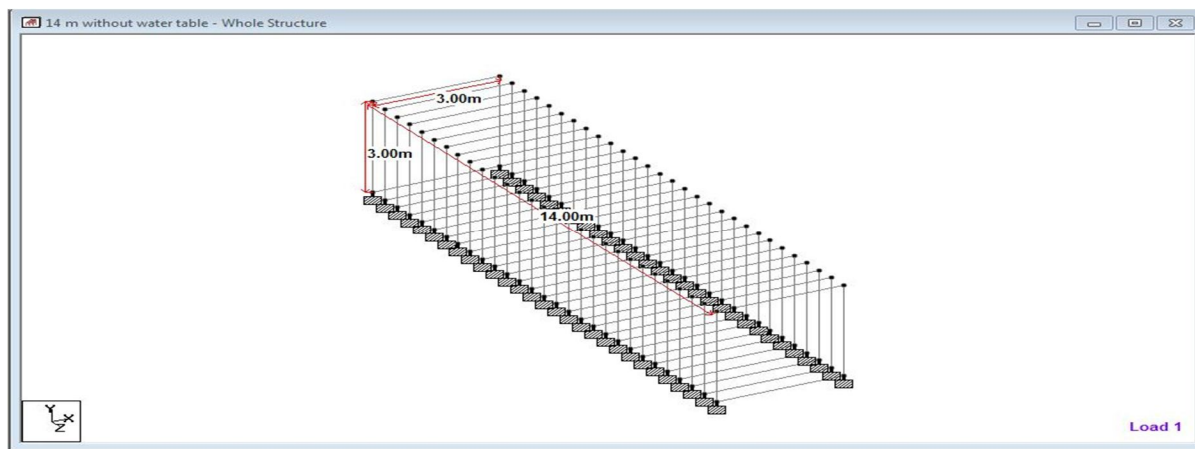 14 m without water table - Whole Structure
3.00m
3.00m
14.00m
Y
X
Z
Load 1